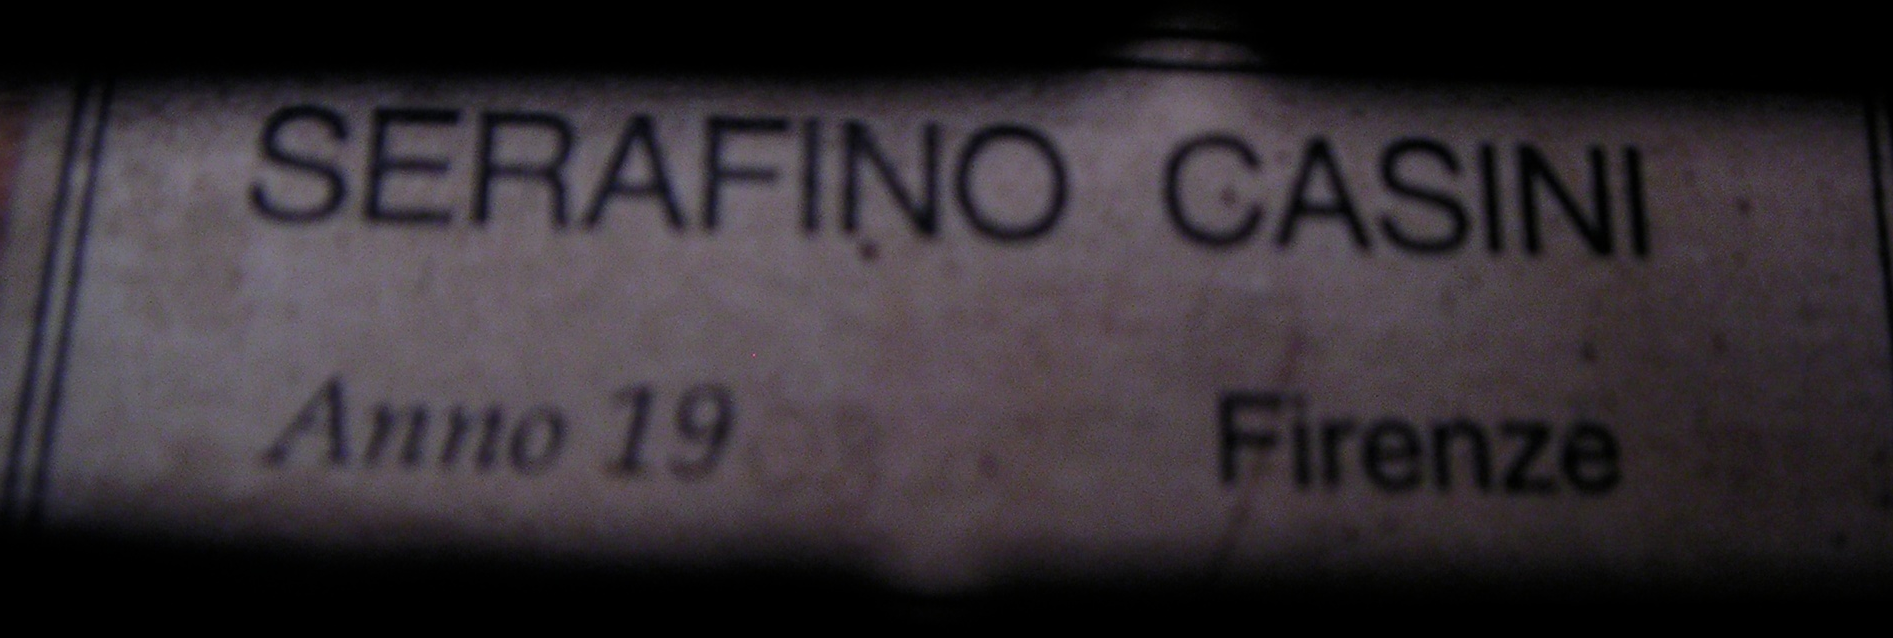 SERAFINO CASINI
Anno 19
Firenze